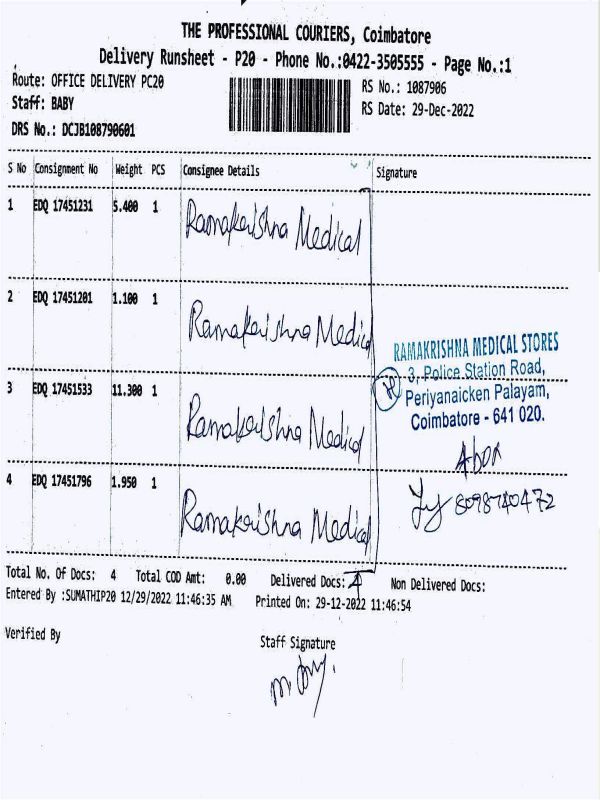 THE PROFESSIONAL COURIERS, Coimbatore
Delivery Runsheet - P20 - Phone No.:0422-3505555 - Page No.:1
Route: OFFICE DELIVERY PC20
RS No.: 1087906
Staff: BABY
RS Date: 29-Dec-2022
DRS No.: DCJB108790601
S No Consignment No Weight PCS Consignee Details Signature
1 EDQ 17451231 5.400 1 Ramakrishna Medical
2 EDQ 17451201 1.100 1 Ramakrishna Medical
RAMAKRISHNA MEDICAL STORES
3, Police Station Road,
3 EDQ 17451533 11.300 1 Ramakrishna Medical
Periyanaicken Palayam,
Coimbatore - 641 020.
4 EDQ 17451796 1.950 1 Ramakrishna Medical
8098740472
Total No. Of Docs: 4 Total COD Amt: 0.00 Delivered Docs: 4 Non Delivered Docs:
Entered By :SUMATHIP20 12/29/2022 11:46:35 AM Printed On: 29-12-2022 11:46:54
Verified By
Staff Signature